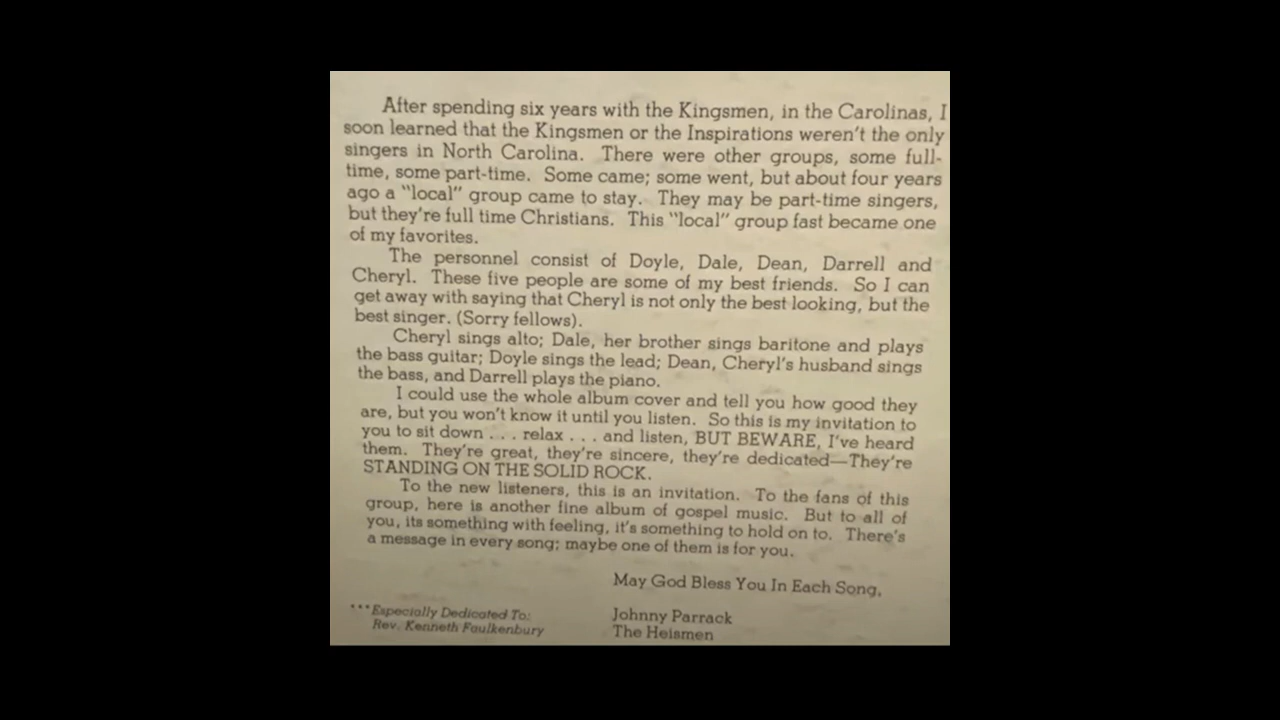 After spending six years with the Kingsmen, in the Carolinas, I
soon learned that the Kingsmen or the Inspirations weren't the only
singers in North Carolina. There were other groups, some full-
time, some part-time. Some came; some went, but about four years
ago a "local" group came to stay. They may be part-time singers,
but they're full time Christians. This "local" group fast became one
of my favorites.
The personnel consist of Doyle, Dale, Dean, Darrell and
Cheryl. These five people are some of my best friends. So I can
get away with saying that Cheryl is not only the best looking, but the
best singer. (Sorry fellows).
Cheryl sings alto; Dale, her brother sings baritone and plays
the bass guitar; Doyle sings the lead; Dean, Cheryl's husband sings
the bass, and Darrell plays the piano.
I could use the whole album cover and tell you how good they
are, but you won't know it until you listen. So this is my invitation to
you to sit down . . . relax . . . and listen, BUT BEWARE, I've heard
them. They're great, they're sincere, they're dedicated—They're
STANDING ON THE SOLID ROCK.
To the new listeners, this is an invitation. To the fans of this
group, here is another fine album of gospel music. But to all of
you, its something with feeling, it's something to hold on to. There's
a message in every song; maybe one of them is for you.
May God Bless You In Each Song,
Johnny Parrack
The Heismen
***Especially Dedicated To:
Rev. Kenneth Faulkenbury